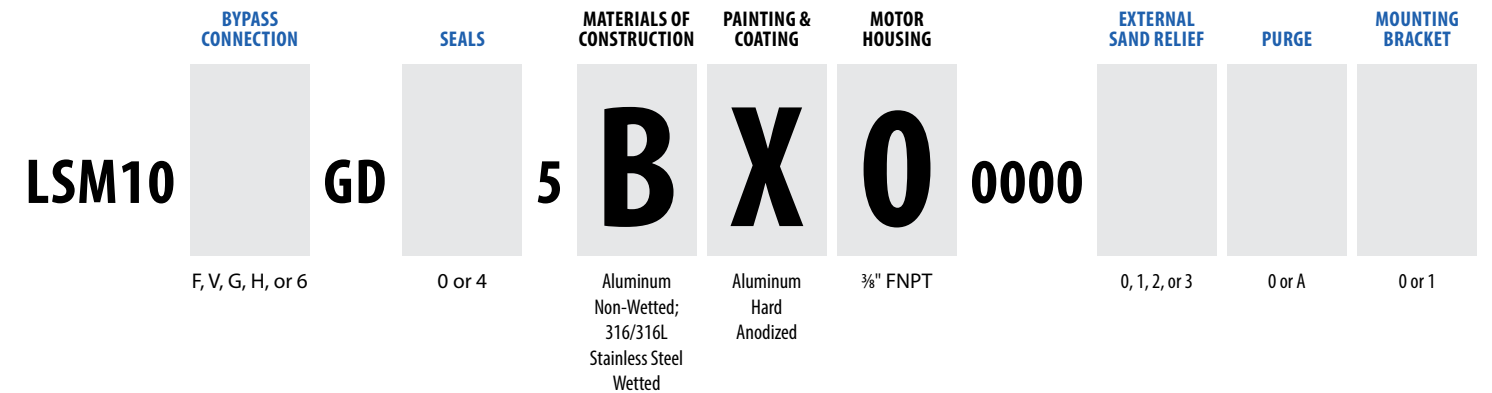 BYPASS
CONNECTION
SEALS
MATERIALS OF
CONSTRUCTION
PAINTING &
COATING
MOTOR
HOUSING
EXTERNAL
SAND RELIEF
PURGE
MOUNTING
BRACKET
LSM10 GD 5 B X 0 0000
F, V, G, H, or 6
0 or 4
Aluminum
Non-Wetted;
316/316L
Stainless Steel
Wetted
Aluminum
Hard
Anodized
⅜" FNPT
0, 1, 2, or 3
0 or A
0 or 1